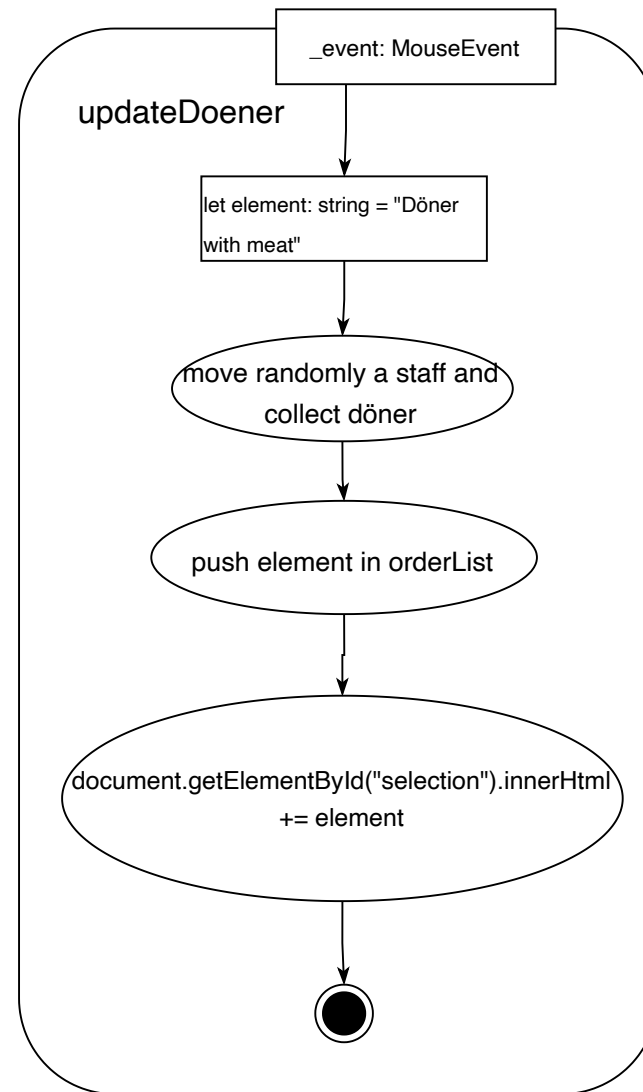 _event: MouseEvent
updateDoener
let element: string = "Döner
with meat"
move randomly a staff and
collect döner
push element in orderList
document.getElementById("selection").innerHtml
+= element